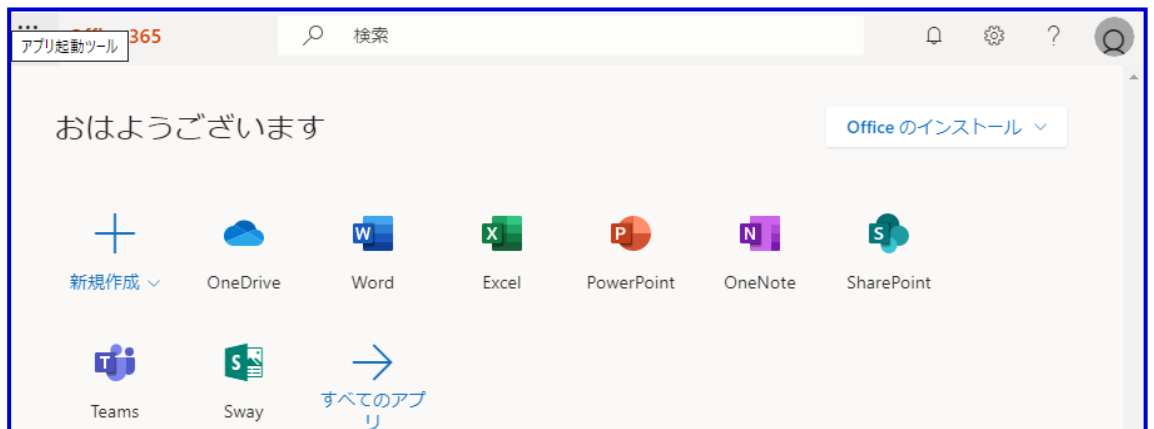 アプリ起動ツール
365
検索
?
おはようございます
Office のインストール
新規作成
OneDrive
W
Word
X
Excel
P
PowerPoint
N
OneNote
S
SharePoint
T
Teams
S
Sway
すべてのアプ
リ